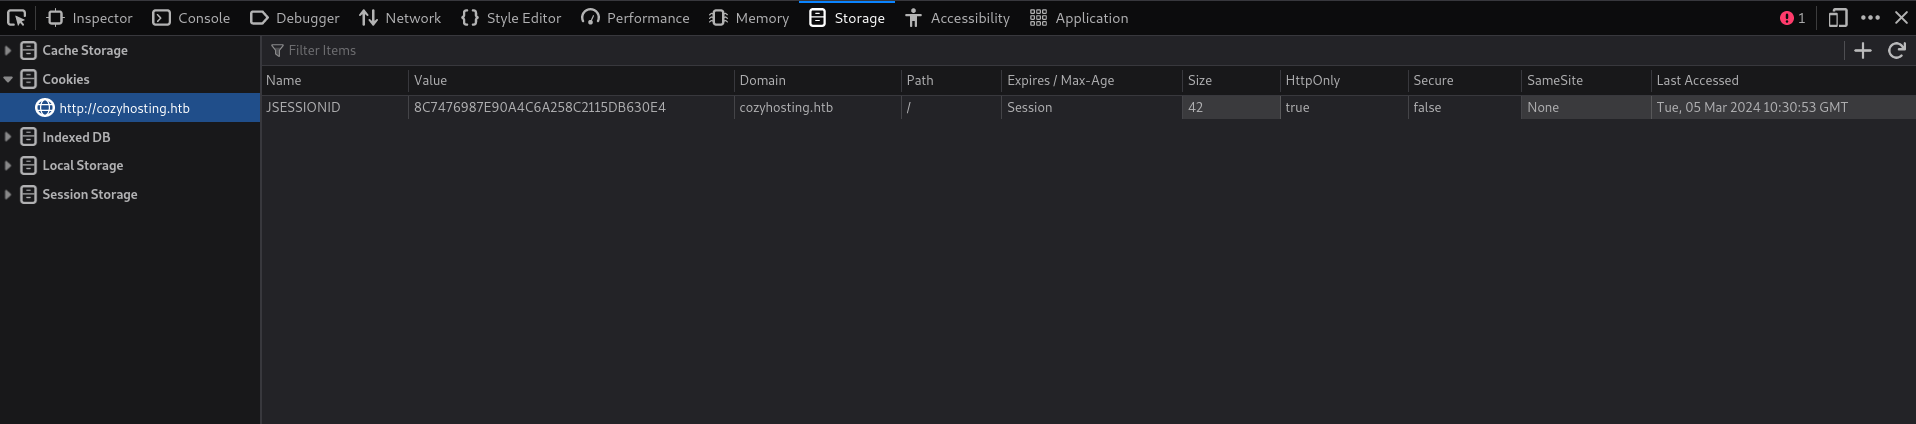 Inspector Console Debugger Network Style Editor Performance Memory Storage Accessibility Application 1
Cache Storage
Filter Items
Cookies
Name Value Domain Path Expires / Max-Age Size HttpOnly Secure SameSite Last Accessed
http://cozyhosting.htb
JSESSIONID 8C7476987E90A4C6A258C2115DB630E4 cozyhosting.htb / Session 42 true false None Tue, 05 Mar 2024 10:30:53 GMT
Indexed DB
Local Storage
Session Storage